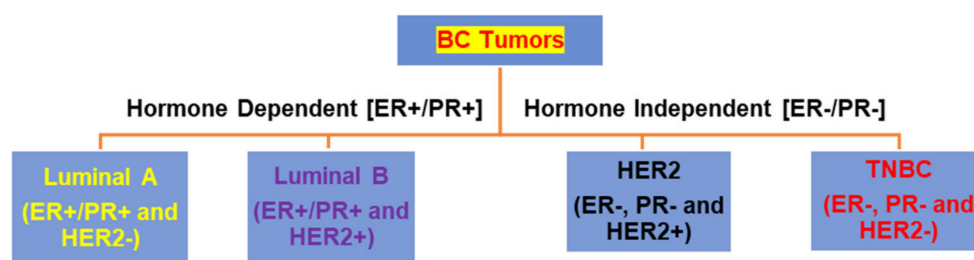 BC Tumors
Hormone Dependent [ER+/PR+]
Hormone Independent [ER-/PR-]
Luminal A
(ER+/PR+ and
HER2-)
Luminal B
(ER+/PR+ and
HER2+)
HER2
(ER-, PR- and
HER2+)
TNBC
(ER-, PR- and
HER2-)